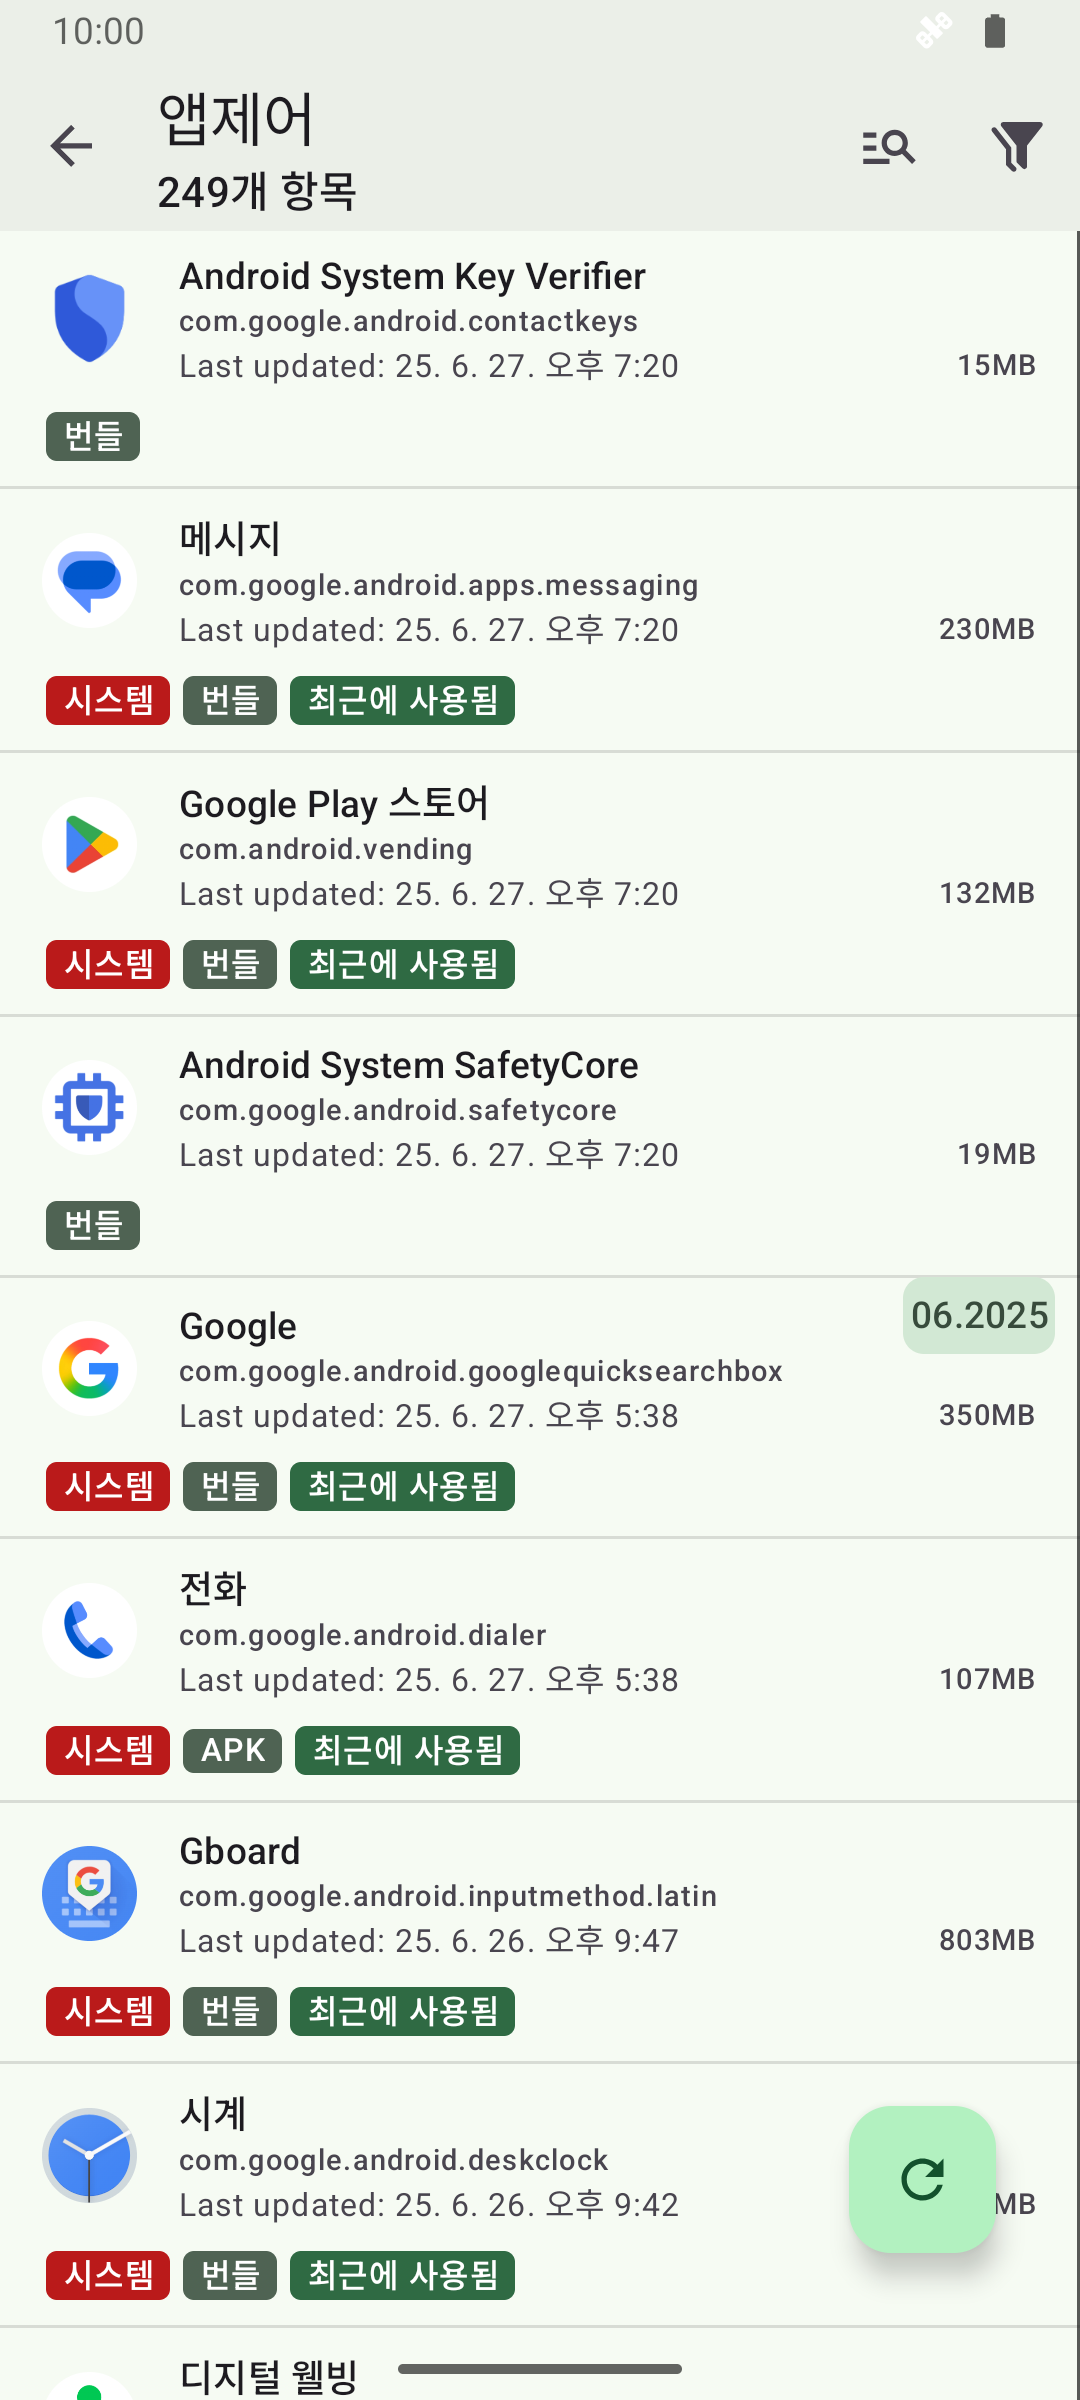 10:00
앱제어
249개 항목
Android System Key Verifier
com.google.android.contactkeys
Last updated: 25. 6. 27. 오후 7:20
15MB
번들
메시지
com.google.android.apps.messaging
Last updated: 25. 6. 27. 오후 7:20
230MB
시스템 번들 최근에 사용됨
Google Play 스토어
com.android.vending
Last updated: 25. 6. 27. 오후 7:20
132MB
시스템 번들 최근에 사용됨
Android System SafetyCore
com.google.android.safetycore
Last updated: 25. 6. 27. 오후 7:20
19MB
번들
06.2025
Google
com.google.android.googlequicksearchbox
Last updated: 25. 6. 27. 오후 5:38
350MB
시스템 번들 최근에 사용됨
전화
com.google.android.dialer
Last updated: 25. 6. 27. 오후 5:38
107MB
시스템 APK 최근에 사용됨
Gboard
com.google.android.inputmethod.latin
Last updated: 25. 6. 26. 오후 9:47
803MB
시스템 번들 최근에 사용됨
시계
com.google.android.deskclock
Last updated: 25. 6. 26. 오후 9:42
MB
시스템 번들 최근에 사용됨
디지털 웰빙